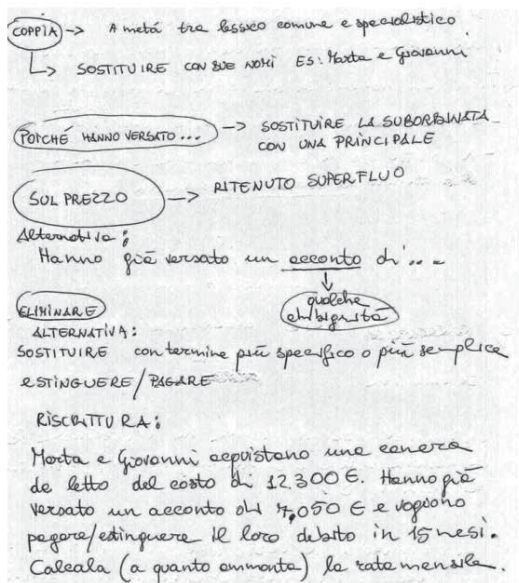 COPPIA -> A metà tra lessico comune e specialistico
SOSTITUIRE CON DUE NOMI ES: Marta e Giovanni
POICHÉ HANNO VERSATO... -> SOSTITUIRE LA SUBORDINATA
CON UNA PRINCIPALE
SUL PREZZO -> RITENUTO SUPERFLUO
Alternativa:
Hanno già versato un acconto di...
qualche
ambiguità
ELIMINARE
ALTERNATIVA:
SOSTITUIRE con termine più specifico o più semplice
ESTINGUERE/PAGARE
RISCRITTURA:
Marta e Giovanni acquistano una camera
da letto del costo di 12.300 €. Hanno già
versato un acconto di 7,050 € e vogliono
pagare/estinguere il loro debito in 15 mesi.
Calcola (a quanto ammonta) la rata mensile.